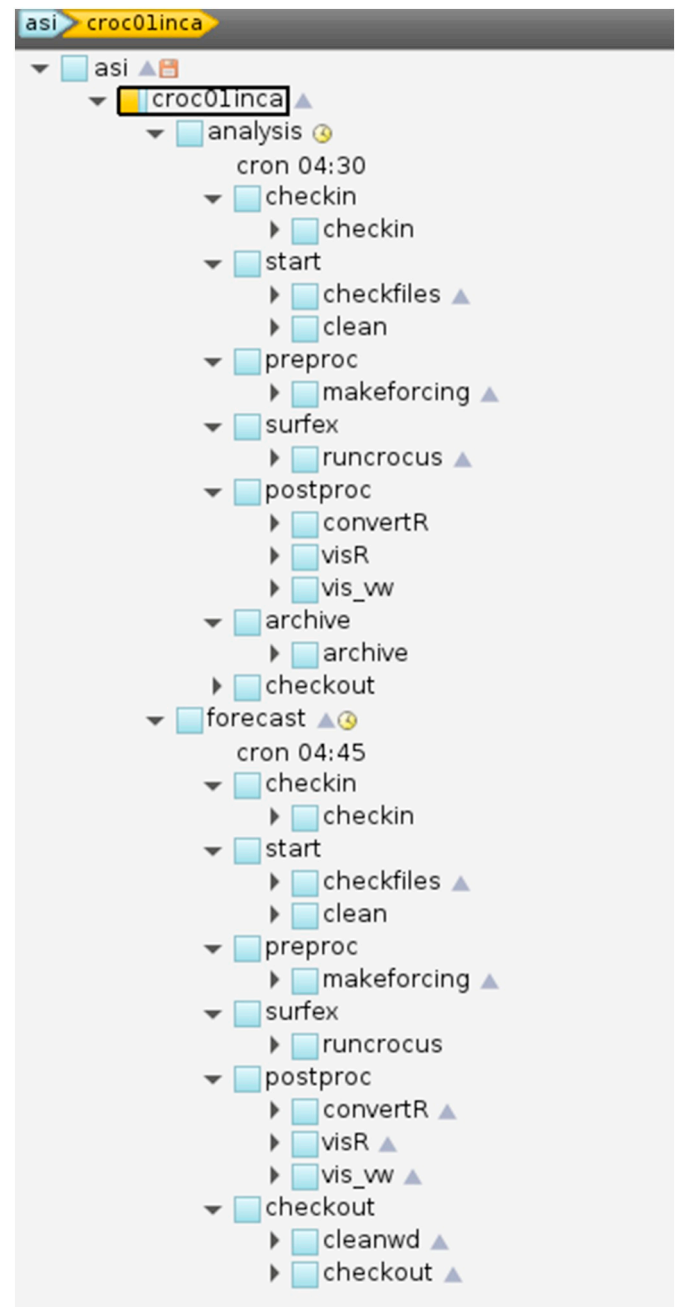 asi croc01inca
asi
croc01inca
analysis
cron 04:30
checkin
checkin
start
checkfiles
clean
preproc
makeforcing
surfex
runcrocus
postproc
convertR
visR
vis_vw
archive
archive
checkout
forecast
cron 04:45
checkin
checkin
start
checkfiles
clean
preproc
makeforcing
surfex
runcrocus
postproc
convertR
visR
vis_vw
checkout
cleanwd
checkout